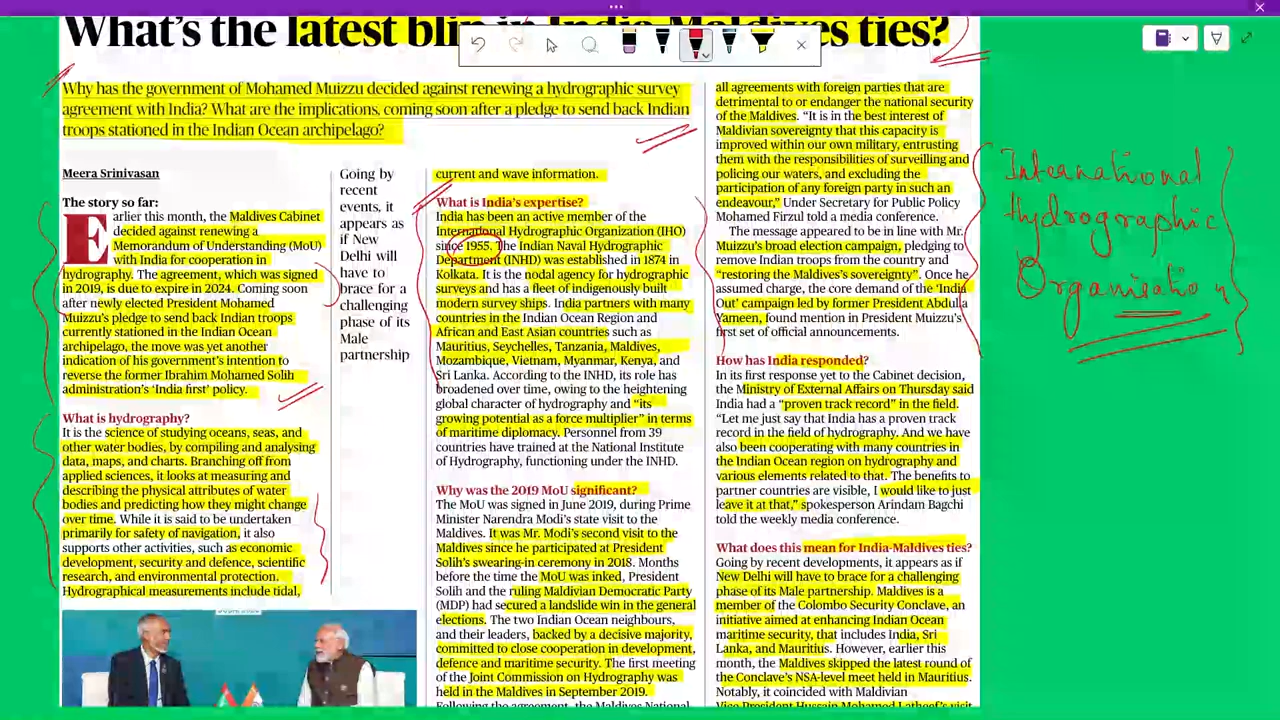 What's the latest blip in India-Maldives ties?
Why has the government of Mohamed Muizzu decided against renewing a hydrographic survey
agreement with India? What are the implications, coming soon after a pledge to send back Indian
troops stationed in the Indian Ocean archipelago?
Meera Srinivasan
The story so far:
Earlier this month, the Maldives Cabinet
decided against renewing a
Memorandum of Understanding (MoU)
with India for cooperation in
hydrography. The agreement, which was signed
in 2019, is due to expire in 2024. Coming soon
after newly elected President Mohamed
Muizzu's pledge to send back Indian troops
currently stationed in the Indian Ocean
archipelago, the move was yet another
indication of his government's intention to
reverse the former Ibrahim Mohamed Solih
administration's 'India first' policy.
What is hydrography?
It is the science of studying oceans, seas, and
other water bodies, by compiling and analysing
data, maps, and charts. Branching off from
applied sciences, it looks at measuring and
describing the physical attributes of water
bodies and predicting how they might change
over time. While it is said to be undertaken
primarily for safety of navigation, it also
supports other activities, such as economic
development, security and defence, scientific
research, and environmental protection.
Hydrographical measurements include tidal,
Going by
recent
events, it
appears as
if New
Delhi will
have to
brace for a
challenging
phase of its
Male
partnership
current and wave information.
What is India's expertise?
India has been an active member of the
International Hydrographic Organization (IHO)
since 1955. The Indian Naval Hydrographic
Department (INHD) was established in 1874 in
Kolkata. It is the nodal agency for hydrographic
surveys and has a fleet of indigenously built
modern survey ships. India partners with many
countries in the Indian Ocean Region and
African and East Asian countries such as
Mauritius, Seychelles, Tanzania, Maldives,
Mozambique, Vietnam, Myanmar, Kenya, and
Sri Lanka. According to the INHD, its role has
broadened over time, owing to the heightening
global character of hydrography and "its
growing potential as a force multiplier" in terms
of maritime diplomacy. Personnel from 39
countries have trained at the National Institute
of Hydrography, functioning under the INHD.
Why was the 2019 MoU significant?
The MoU was signed in June 2019, during Prime
Minister Narendra Modi's state visit to the
Maldives. It was Mr. Modi's second visit to the
Maldives since he participated at President
Solih's swearing-in ceremony in 2018. Months
before the time the MoU was inked, President
Solih and the ruling Maldivian Democratic Party
(MDP) had secured a landslide win in the general
elections. The two Indian Ocean neighbours,
and their leaders, backed by a decisive majority,
committed to close cooperation in development,
defence and maritime security. The first meeting
of the Joint Commission on Hydrography was
held in the Maldives in September 2019.
Following the agreement, the Maldives National
all agreements with foreign parties that are
detrimental to or endanger the national security
of the Maldives. "It is in the best interest of
Maldivian sovereignty that this capacity is
improved within our own military, entrusting
them with the responsibilities of surveilling and
policing our waters, and excluding the
participation of any foreign party in such an
endeavour," Under Secretary for Public Policy
Mohamed Firzul told a media conference.
The message appeared to be in line with Mr.
Muizzu's broad election campaign, pledging to
remove Indian troops from the country and
"restoring the Maldives's sovereignty". Once he
assumed charge, the core demand of the 'India
Out' campaign led by former President Abdulla
Yameen, found mention in President Muizzu's
first set of official announcements.
How has India responded?
In its first response yet to the Cabinet decision,
the Ministry of External Affairs on Thursday said
India had a "proven track record" in the field.
"Let me just say that India has a proven track
record in the field of hydrography. And we have
also been cooperating with many countries in
the Indian Ocean region on hydrography and
various elements related to that. The benefits to
partner countries are visible, I would like to just
leave it at that," spokesperson Arindam Bagchi
told the weekly media conference.
What does this mean for India-Maldives ties?
Going by recent developments, it appears as if
New Delhi will have to brace for a challenging
phase of its Male partnership. Maldives is a
member of the Colombo Security Conclave, an
initiative aimed at enhancing Indian Ocean
maritime security, that includes India, Sri
Lanka, and Mauritius. However, earlier this
month, the Maldives skipped the latest round of
the Conclave's NSA-level meet held in Mauritius.
Notably, it coincided with Maldivian
Vice President Hussain Mohamed Latheef's visit
International
Hydrographic
Organisation